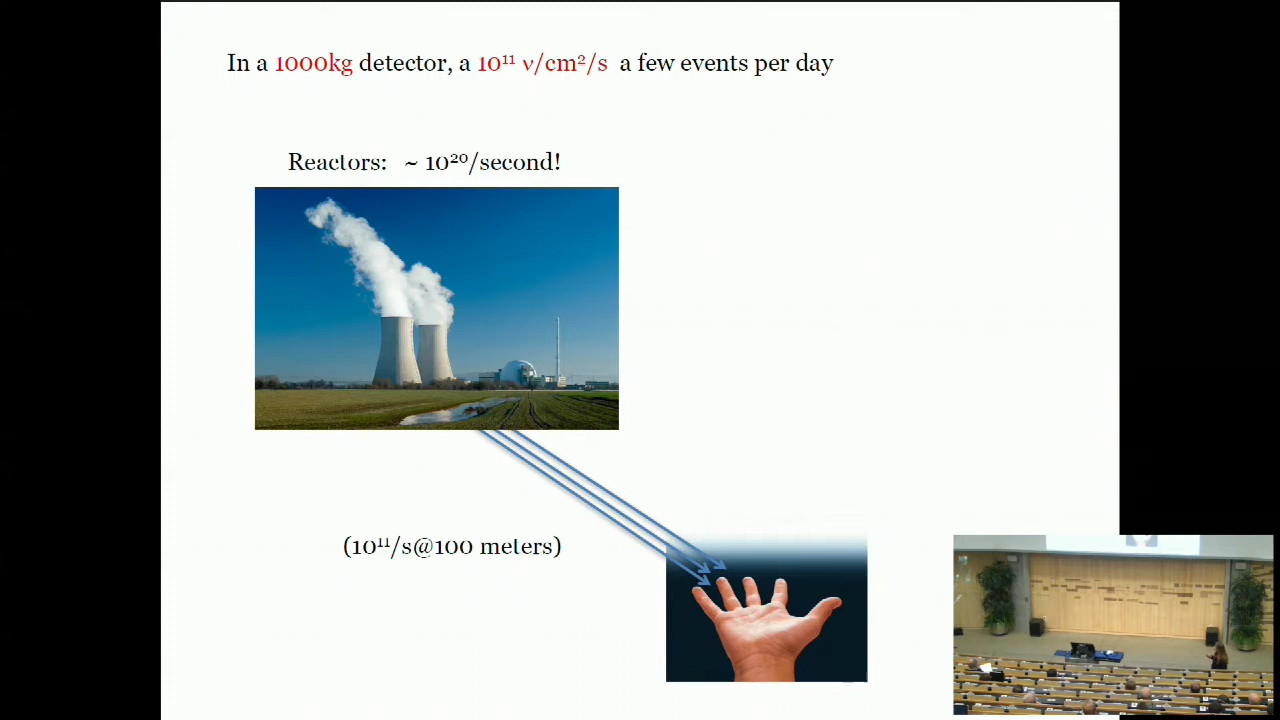 In a 1000kg detector, a 10¹¹ ν/cm²/s a few events per day
Reactors: ~ 10²⁰/second!
(10¹¹/s@100 meters)